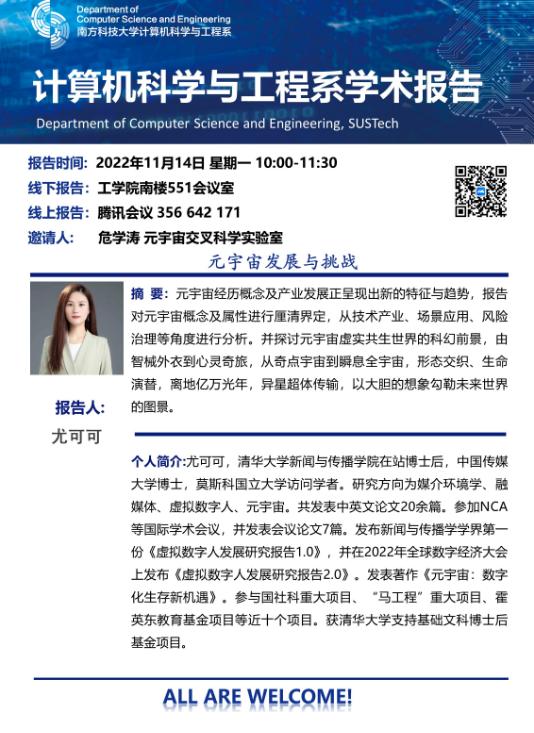 Department of
Computer Science and Engineering
南方科技大学计算机科学与工程系
计算机科学与工程系学术报告
Department of Computer Science and Engineering, SUSTech
报告时间: 2022年11月14日 星期一 10:00-11:30
线下报告: 工学院南楼551会议室
线上报告: 腾讯会议 356 642 171
邀请人: 危学涛 元宇宙交叉科学实验室
元宇宙发展与挑战
摘 要: 元宇宙经历概念及产业发展正呈现出新的特征与趋势，报告
对元宇宙概念及属性进行厘清界定，从技术产业、场景应用、风险
治理等角度进行分析。并探讨元宇宙虚实共生世界的科幻前景，由
智械外衣到心灵奇旅，从奇点宇宙到瞬息全宇宙，形态交织、生命
演替，离地亿万光年，异星超体传输，以大胆的想象勾勒未来世界
的图景。
报告人:
尤可可
个人简介:尤可可，清华大学新闻与传播学院在站博士后，中国传媒
大学博士，莫斯科国立大学访问学者。研究方向为媒介环境学、融
媒体、虚拟数字人、元宇宙。共发表中英文论文20余篇。参加NCA
等国际学术会议，并发表会议论文7篇。发布新闻与传播学学界第一
份《虚拟数字人发展研究报告1.0》，并在2022年全球数字经济大会
上发布《虚拟数字人发展研究报告2.0》。发表著作《元宇宙：数字
化生存新机遇》。参与国社科重大项目、“马工程”重大项目、霍
英东教育基金项目等近十个项目。获清华大学支持基础文科博士后
基金项目。
ALL ARE WELCOME!